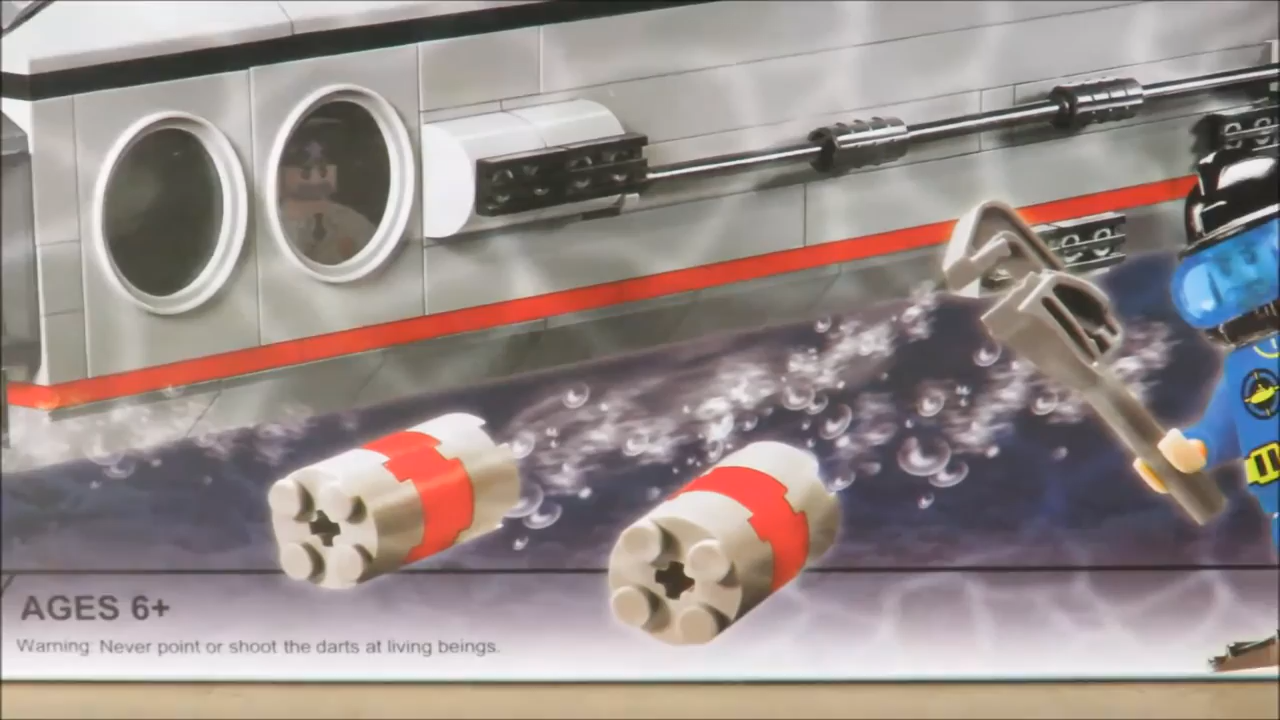 AGES 6+
Warning: Never point or shoot the darts at living beings.